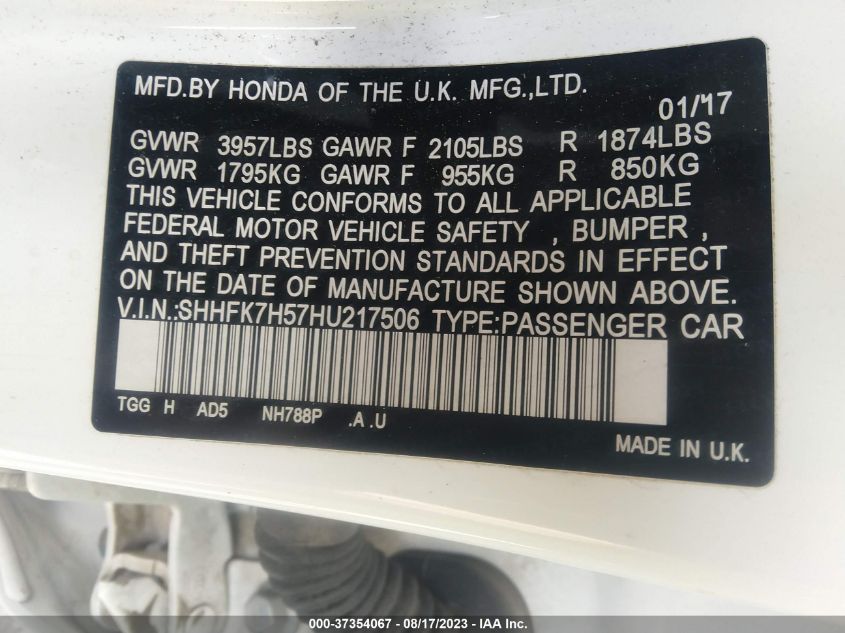 MFD.BY HONDA OF THE U.K. MFG.,LTD.
01/'17
GVWR 3957LBS GAWR F 2105LBS R 1874LBS
GVWR 1795KG GAWR F 955KG R 850KG
THIS VEHICLE CONFORMS TO ALL APPLICABLE
FEDERAL MOTOR VEHICLE SAFETY , BUMPER ,
AND THEFT PREVENTION STANDARDS IN EFFECT
ON THE DATE OF MANUFACTURE SHOWN ABOVE.
V.I.N.:SHHFK7H57HU217506 TYPE:PASSENGER CAR
TGG H AD5 NH788P .A .U
MADE IN U.K.
000-37354067 - 08/17/2023 - IAA Inc.